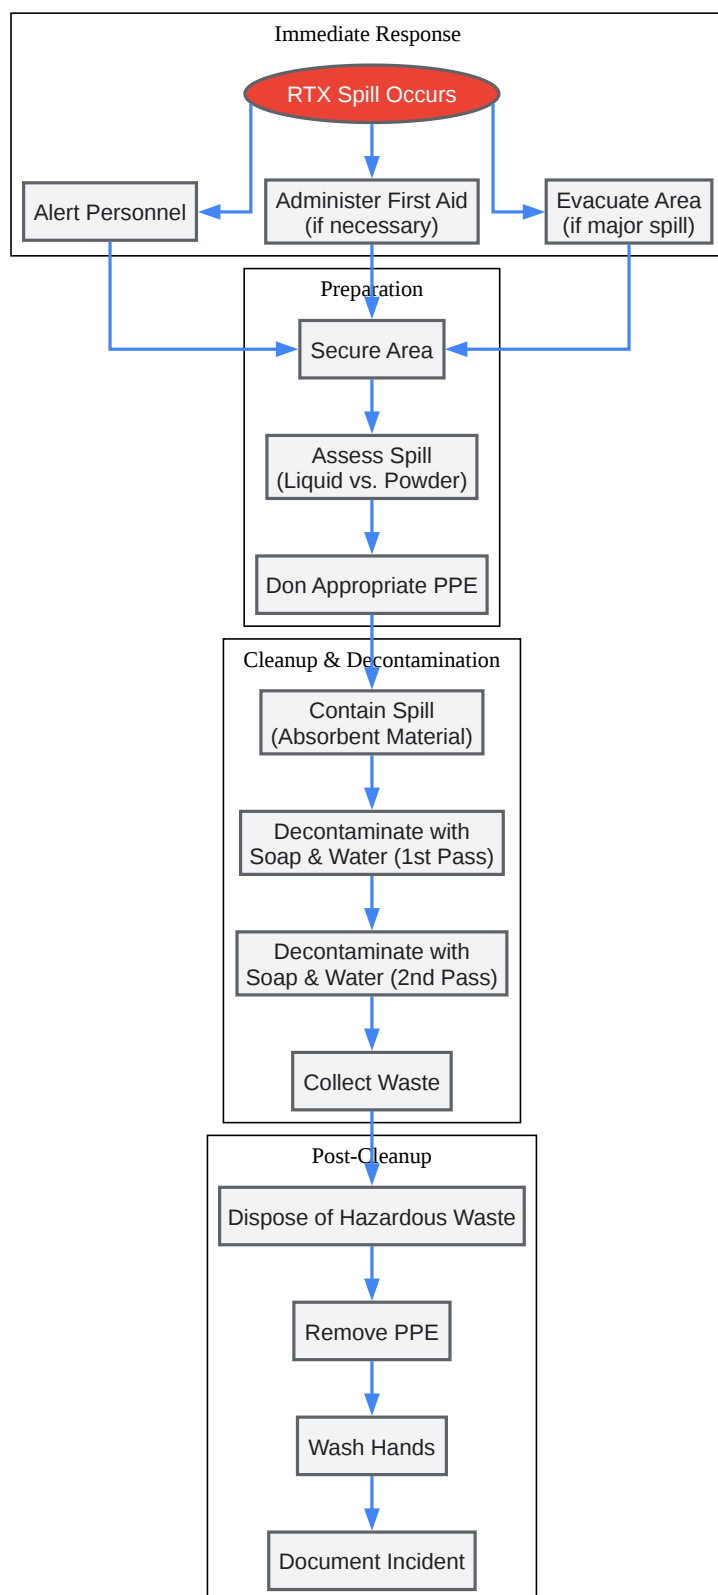 Immediate Response
RTX Spill Occurs
Alert Personnel
Administer First Aid
(if necessary)
Evacuate Area
(if major spill)
Preparation
Secure Area
Assess Spill
(Liquid vs. Powder)
Don Appropriate PPE
Cleanup & Decontamination
Contain Spill
(Absorbent Material)
Decontaminate with
Soap & Water (1st Pass)
Decontaminate with
Soap & Water (2nd Pass)
Collect Waste
Post-Cleanup
Dispose of Hazardous Waste
Remove PPE
Wash Hands
Document Incident